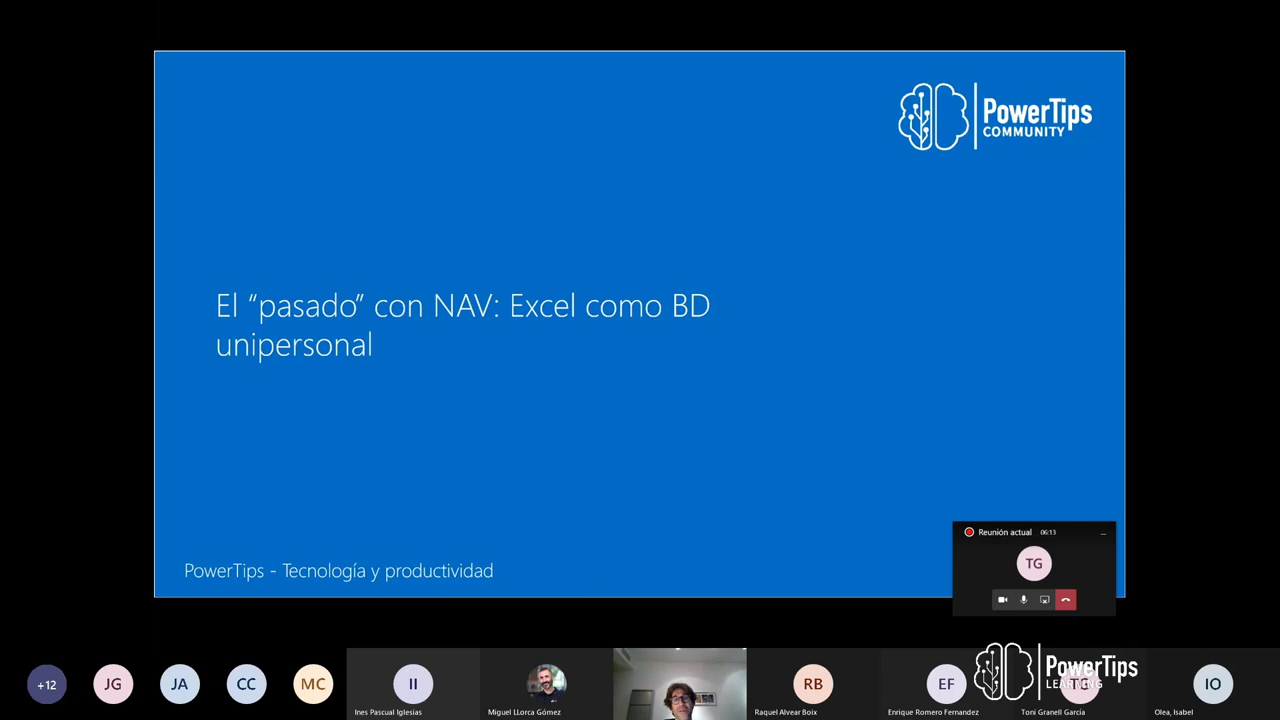 PowerTips
COMMUNITY
El “pasado” con NAV: Excel como BD
unipersonal
PowerTips - Tecnología y productividad
Reunión actual 06:13
TG
+12
JG
JA
CC
MC
II
RB
EF
IO
PowerTips
LEARNING
Ines Pascual Iglesias
Miguel LLorca Gómez
Raquel Alvear Boix
Enrique Romero Fernandez
Toni Granell García
Olea, Isabel